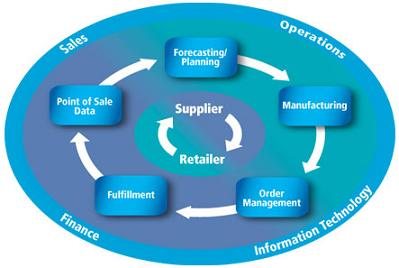 Sales
Operations
Forecasting/
Planning
Point of Sale
Data
Manufacturing
Supplier
Retailer
Fulfillment
Order
Management
Finance
Information Technology